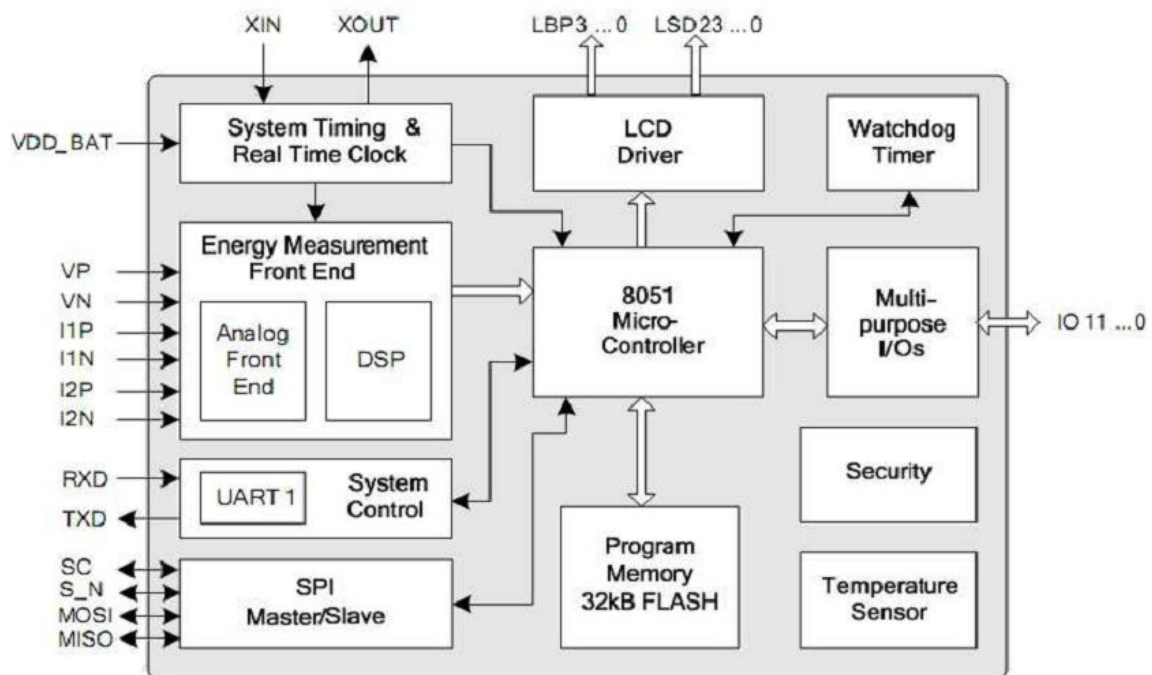 XIN
XOUT
LBP3 ... 0
LSD23 ... 0
VDD_BAT
System Timing &
Real Time Clock
LCD
Driver
Watchdog
Timer
Energy Measurement
Front End
Analog
Front
End
DSP
VP
VN
I1P
I1N
I2P
I2N
8051
Micro-
Controller
Multi-
purpose
I/Os
IO 11 ... 0
RXD
TXD
UART 1
System
Control
Security
SC
S_N
MOSI
MISO
SPI
Master/Slave
Program
Memory
32kB FLASH
Temperature
Sensor